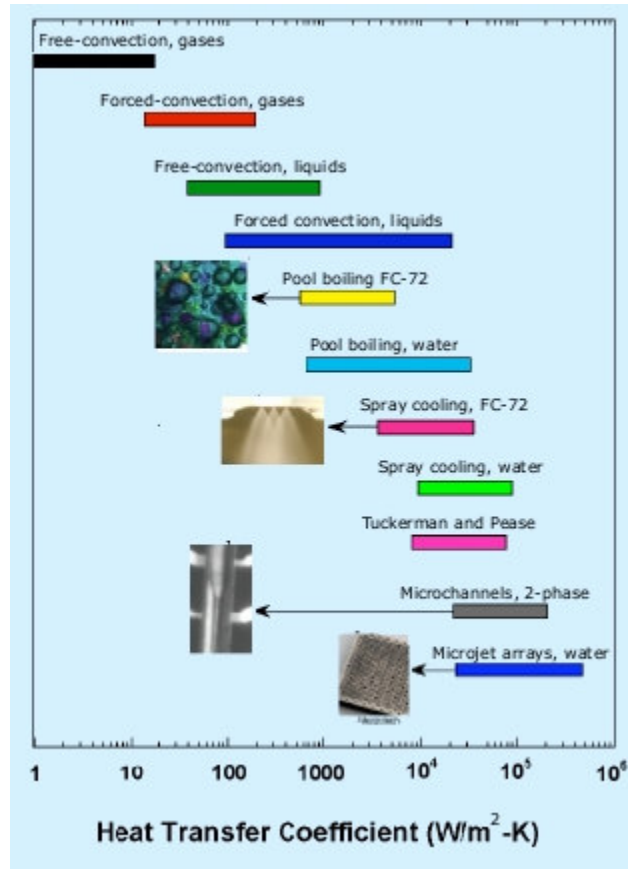 Free-convection, gases
Forced-convection, gases
Free-convection, liquids
Forced convection, liquids
Pool boiling FC-72
Pool boiling, water
Spray cooling, FC-72
Spray cooling, water
Tuckerman and Pease
Microchannels, 2-phase
Microjet arrays, water
1 10 100 1000 10⁴ 10⁵ 10⁶
Heat Transfer Coefficient (W/m²-K)